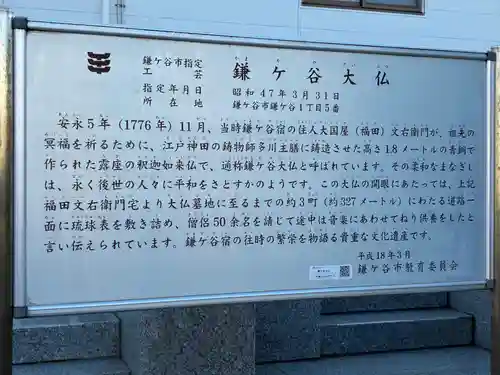 鎌ケ谷市指定
工芸
鎌ケ谷大仏
指定年月日 昭和47年3月31日
所在地 鎌ケ谷市鎌ケ谷1丁目5番
安永5年(1776年)11月、当時鎌ケ谷宿の住人大国屋(福田)文右衛門が、祖先の
冥福を祈るために、江戸神田の鋳物師多川主膳に鋳造させた高さ1.8メートルの青銅で
作られた露座の釈迦如来仏で、通称鎌ケ谷大仏と呼ばれています。その柔和なまなざし
は、永く後世の人々に平和をさとすかのようです。この大仏の開眼にあたっては、上記
福田文右衛門宅より大仏墓地に至るまでの約3町(約327メートル)にわたる道路一
面に琉球表を敷き詰め、僧侶50余名を請じて途中は音楽にあわせてねり供養をしたと
言い伝えられています。鎌ケ谷宿の往時の繁栄を物語る貴重な文化遺産です。
平成18年3月
鎌ケ谷市教育委員会